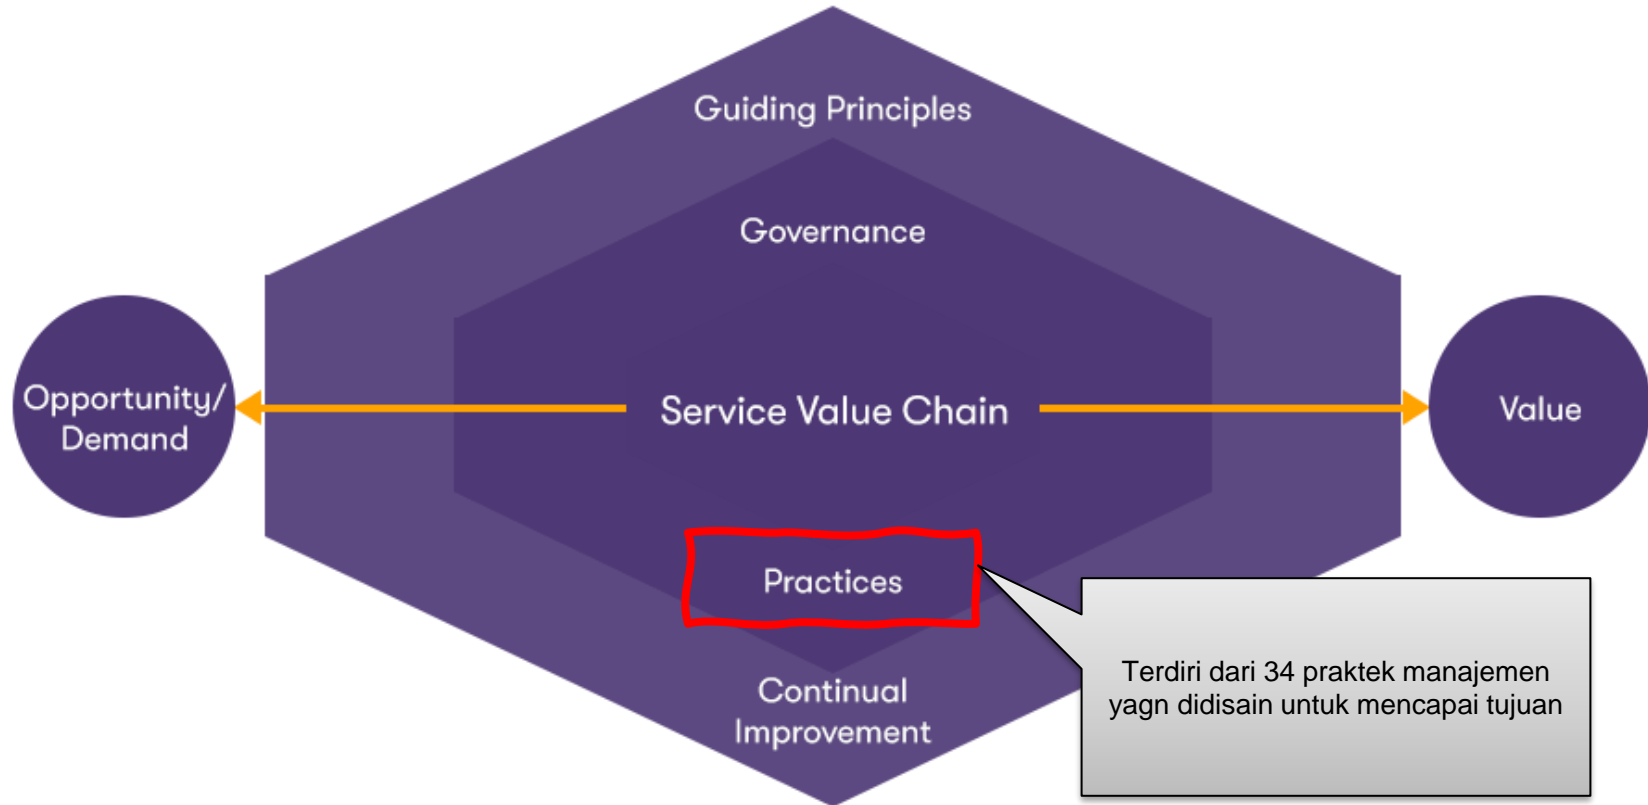 Guiding Principles
Governance
Opportunity/
Demand
Service Value Chain
Value
Practices
Continual
Improvement
Terdiri dari 34 praktek manajemen
yagn didisain untuk mencapai tujuan